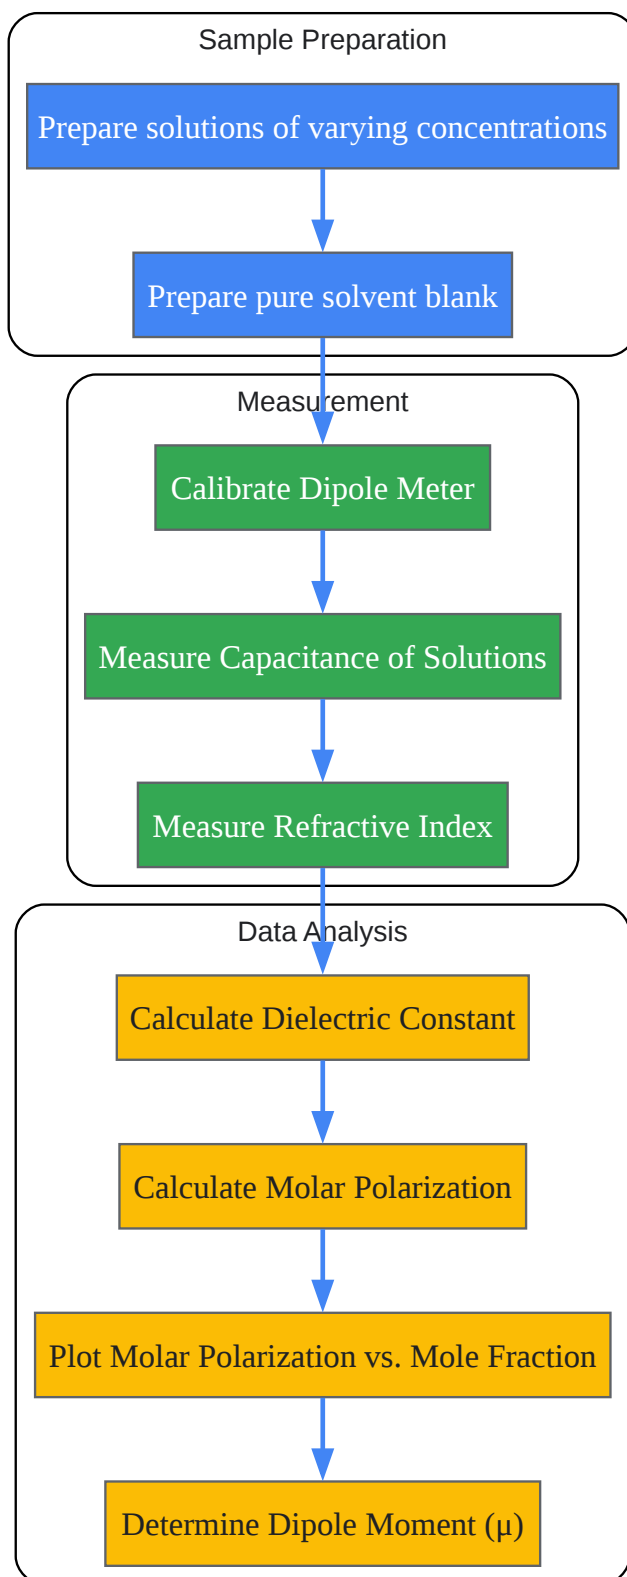 Sample Preparation
Prepare solutions of varying concentrations
Prepare pure solvent blank
Measurement
Calibrate Dipole Meter
Measure Capacitance of Solutions
Measure Refractive Index
Data Analysis
Calculate Dielectric Constant
Calculate Molar Polarization
Plot Molar Polarization vs. Mole Fraction
Determine Dipole Moment (μ)